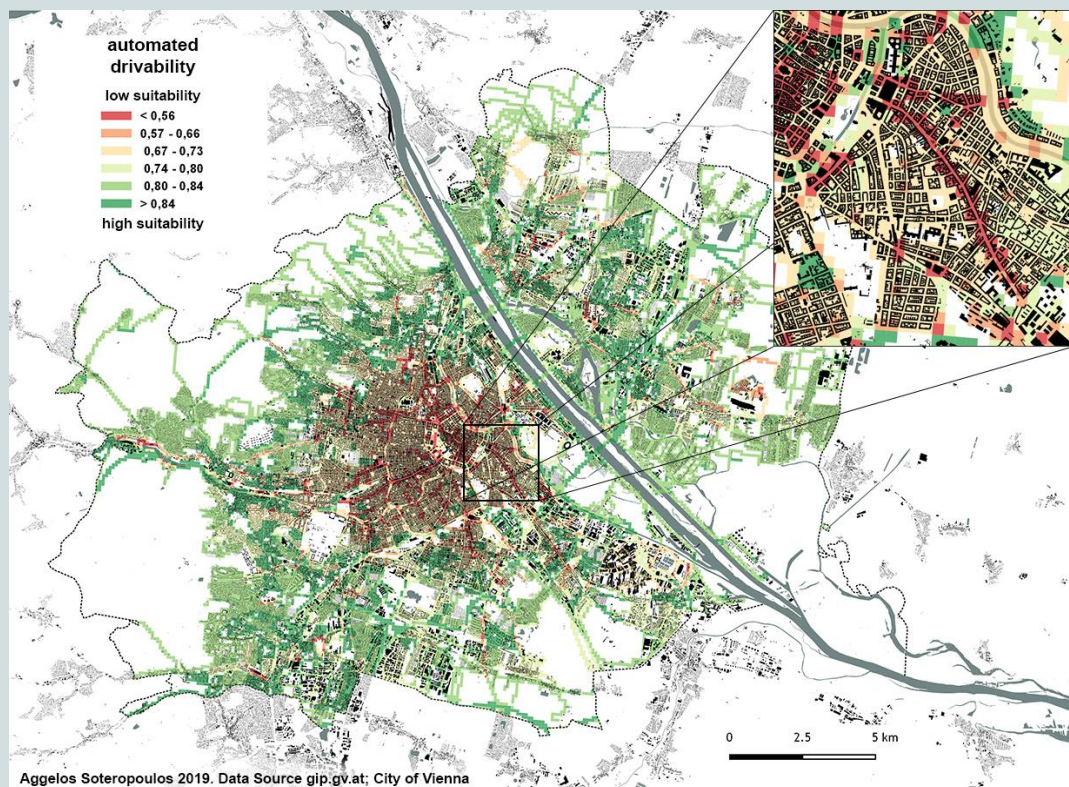 automated
drivability
low suitability
< 0,56
0,57 - 0,66
0,67 - 0,73
0,74 - 0,80
0,80 - 0,84
> 0,84
high suitability
0 2.5 5 km
Aggelos Soteropoulos 2019. Data Source gip.gv.at; City of Vienna